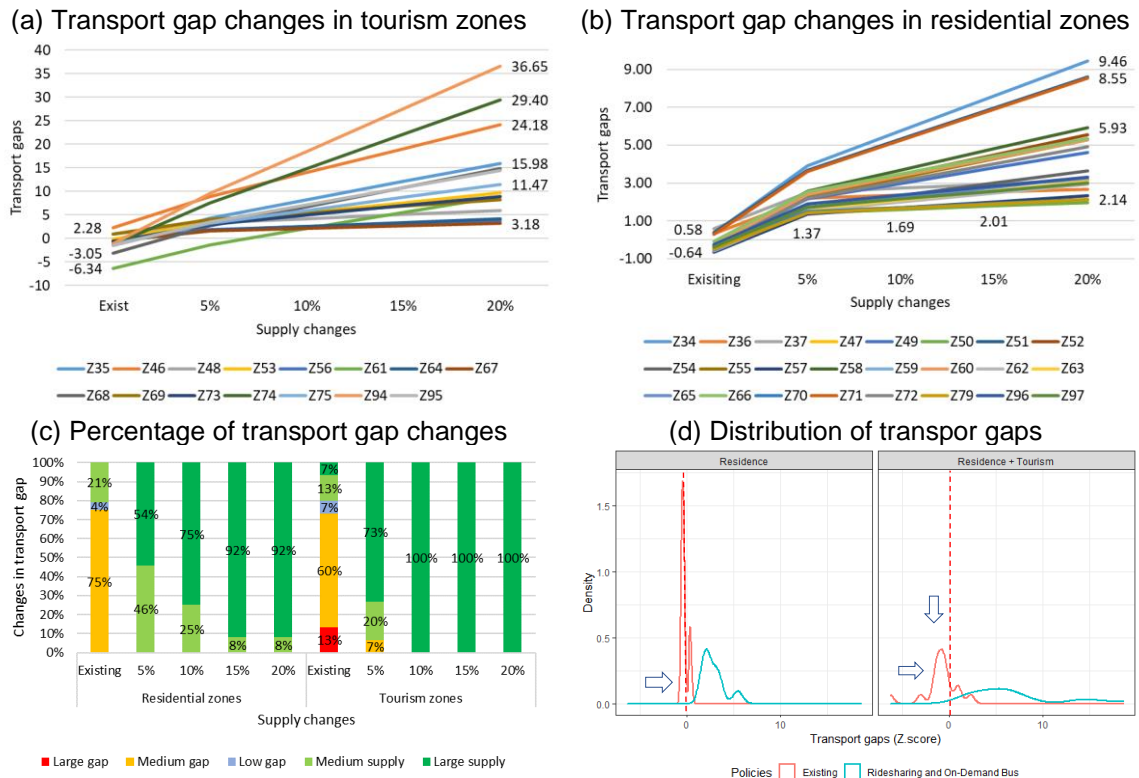 (a) Transport gap changes in tourism zones
Transport gaps
40
35
30
25
20
15
10
5
0
-5
-10
2.28
-3.05
-6.34
36.65
29.40
24.18
15.98
11.47
3.18
Exist 5% 10% 15% 20%
Supply changes
Z35 Z46 Z48 Z53 Z56 Z61 Z64 Z67
Z68 Z69 Z73 Z74 Z75 Z94 Z95
(b) Transport gap changes in residential zones
Transport gaps
9.00
7.00
5.00
3.00
1.00
-1.00
0.58
-0.64
1.37
1.69
2.01
9.46
8.55
5.93
2.14
Exisiting 5% 10% 15% 20%
Supply changes
Z34 Z36 Z37 Z47 Z49 Z50 Z51 Z52
Z54 Z55 Z57 Z58 Z59 Z60 Z62 Z63
Z65 Z66 Z70 Z71 Z72 Z79 Z96 Z97
(c) Percentage of transport gap changes
Changes in transport gap
100%
90%
80%
70%
60%
50%
40%
30%
20%
10%
0%
21%
4%
75%
54%
46%
75%
25%
92%
8%
92%
8%
7%
13%
7%
60%
13%
73%
20%
7%
100%
100%
100%
Existing 5% 10% 15% 20% Existing 5% 10% 15% 20%
Residential zones Tourism zones
Supply changes
Large gap Medium gap Low gap Medium supply Large supply
(d) Distribution of transpor gaps
Residence Residence + Tourism
Density
1.5
1.0
0.5
0.0
0 10 0 10
Transport gaps (Z.score)
Policies Existing Ridesharing and On-Demand Bus